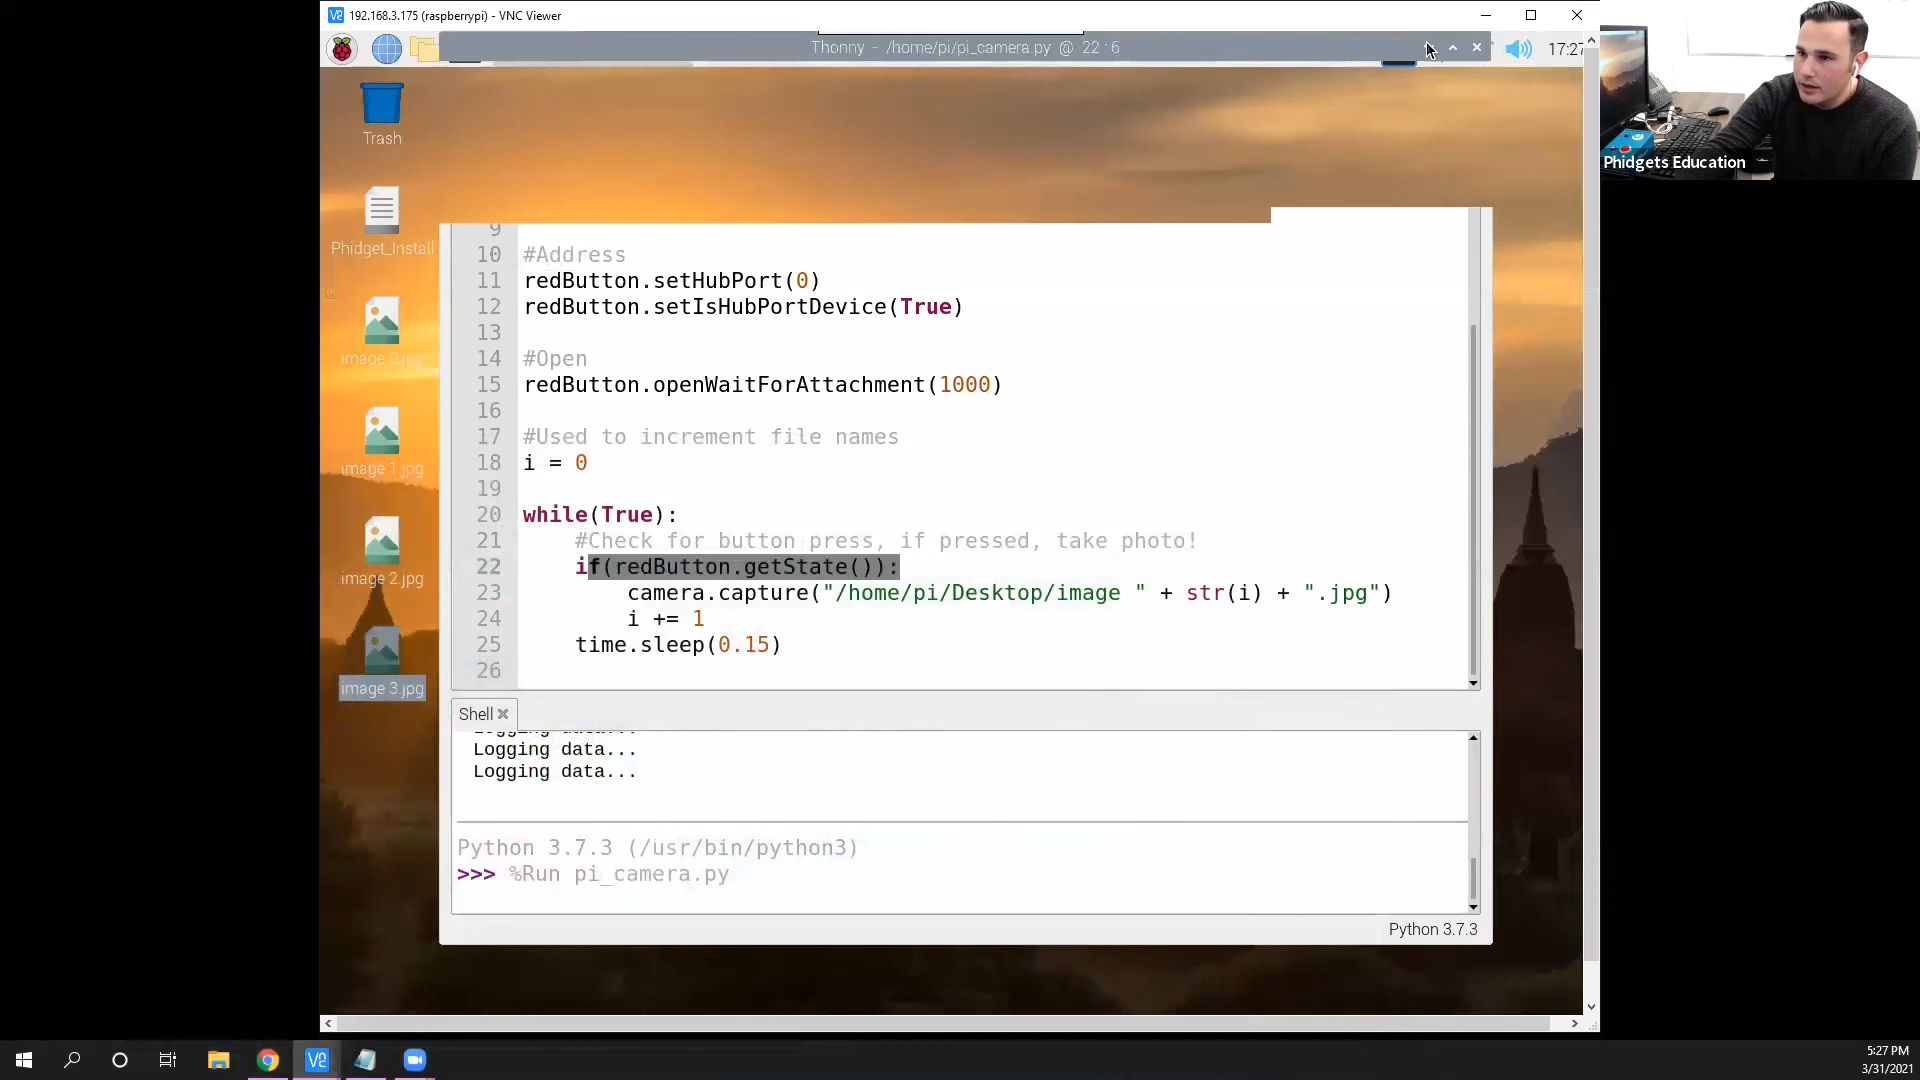 192.168.3.175 (raspberrypi) - VNC Viewer
Thonny - /home/pi/pi_camera.py @ 22 : 6
17:27
Phidgets Education
Trash
Phidget_Install
image 0.jpg
image 1.jpg
image 2.jpg
image 3.jpg
9
10 #Address
11 redButton.setHubPort(0)
12 redButton.setIsHubPortDevice(True)
13
14 #Open
15 redButton.openWaitForAttachment(1000)
16
17 #Used to increment file names
18 i = 0
19
20 while(True):
21 #Check for button press, if pressed, take photo!
22 if(redButton.getState()):
23 camera.capture("/home/pi/Desktop/image " + str(i) + ".jpg")
24 i += 1
25 time.sleep(0.15)
26
Shell
Logging data...
Logging data...
Logging data...
Python 3.7.3 (/usr/bin/python3)
>>> %Run pi_camera.py
Python 3.7.3
5:27 PM
3/31/2021